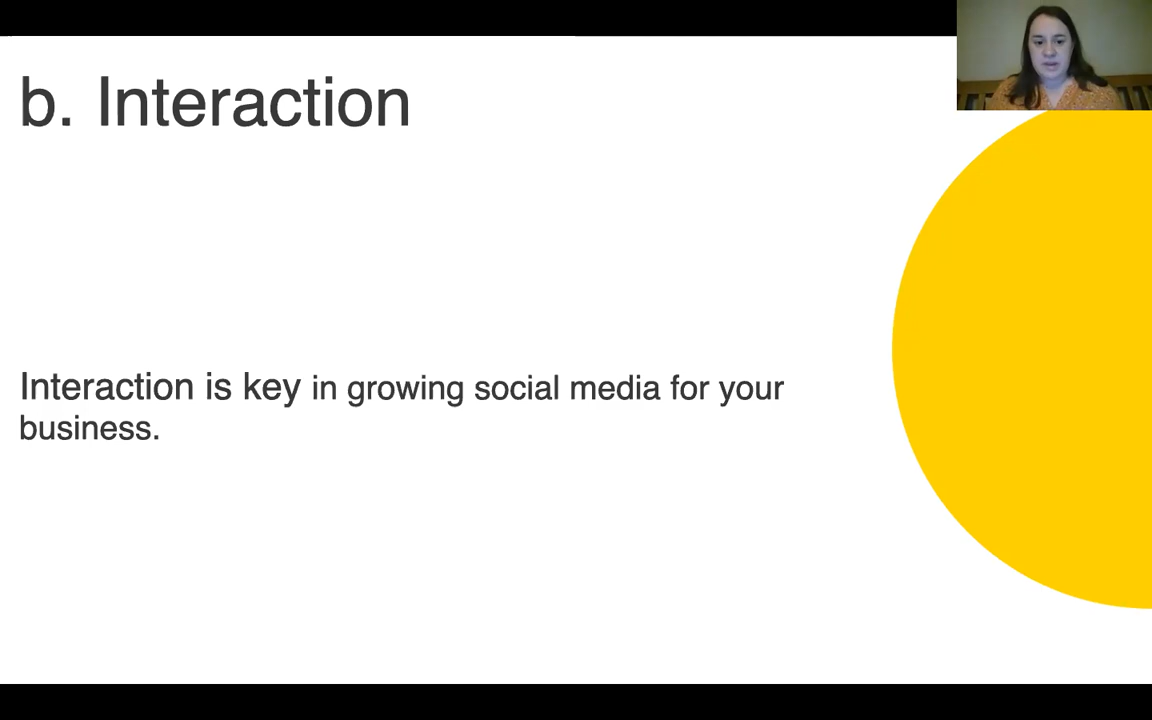 b. Interaction
Interaction is key in growing social media for your
business.